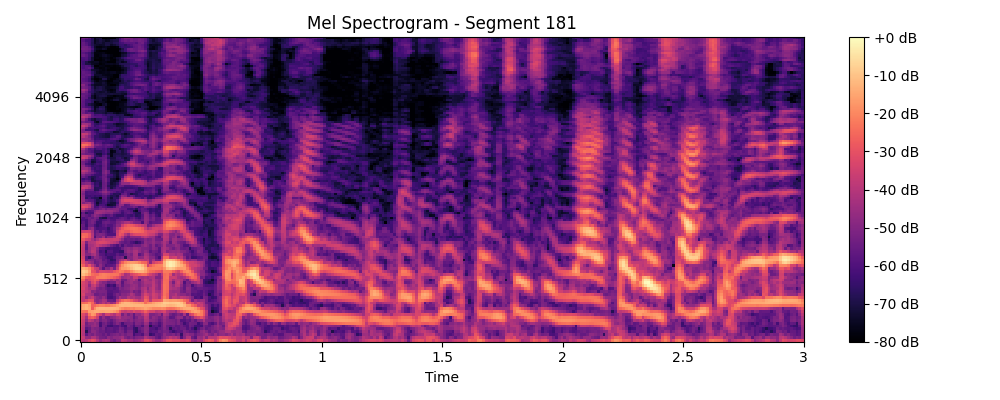 Mel Spectrogram - Segment 181
Frequency
4096
2048
1024
512
0
0
0.5
1
1.5
2
2.5
3
Time
+0 dB
-10 dB
-20 dB
-30 dB
-40 dB
-50 dB
-60 dB
-70 dB
-80 dB